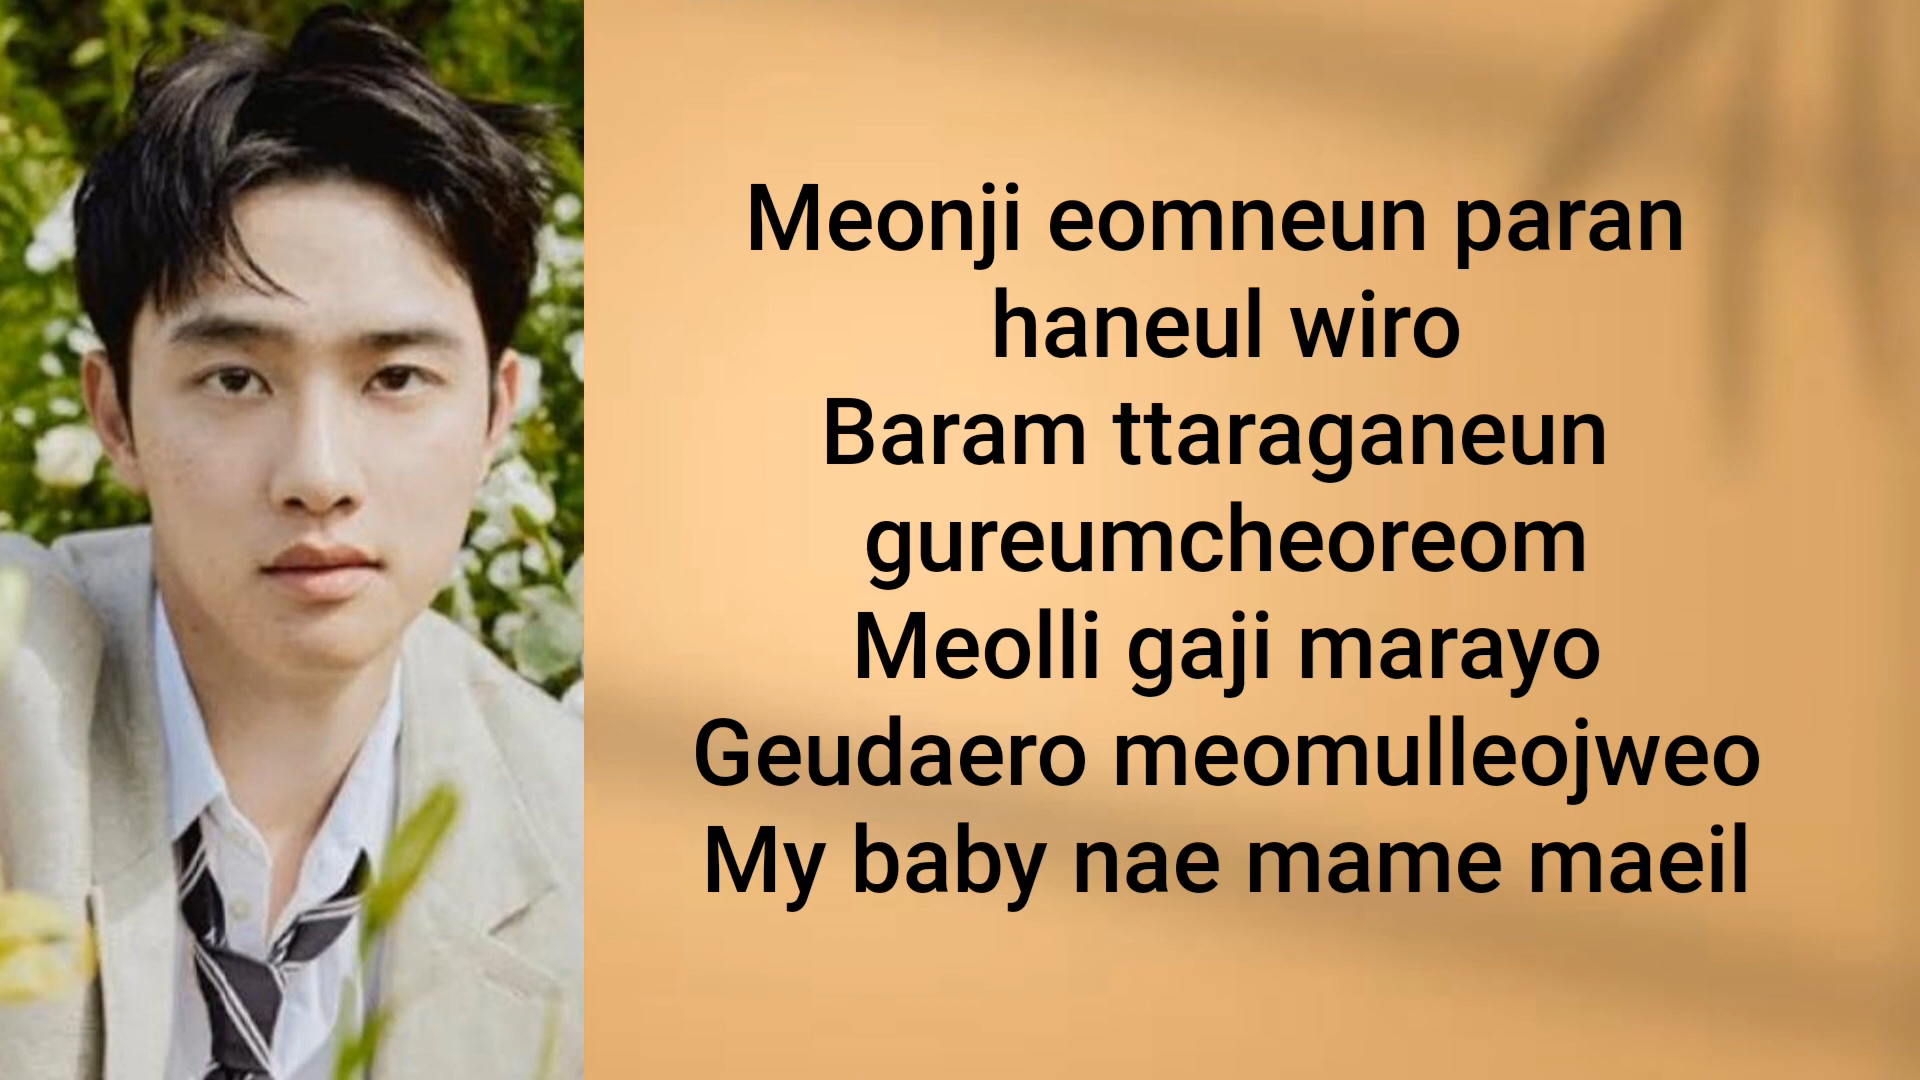 Meonji eomneun paran
haneul wiro
Baram ttaraganeun
gureumcheoreom
Meolli gaji marayo
Geudaero meomulleojweo
My baby nae mame maeil